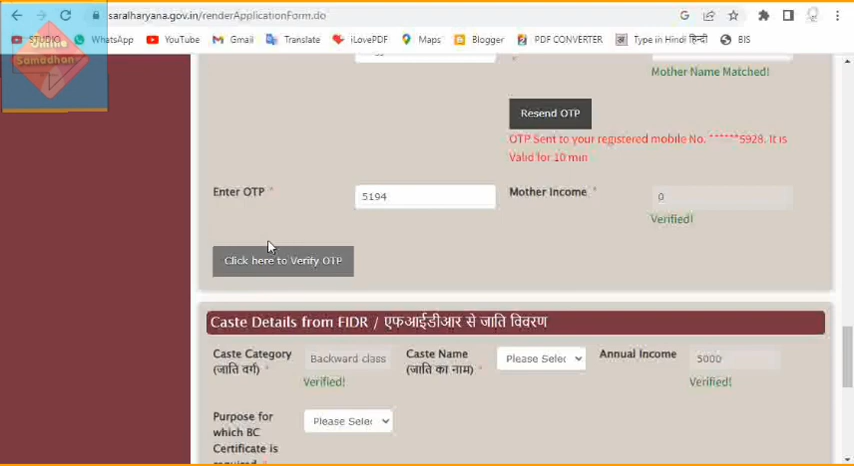 saralharyana.gov.in/renderApplicationForm.do
STUDIO WhatsApp YouTube Gmail Translate iLovePDF Maps Blogger PDF CONVERTER Type in Hindi हिन्दी BIS
Online
Samadhan
Mother Name Matched!
Resend OTP
OTP Sent to your registered mobile No. ******5928. It is
Valid for 10 min
Enter OTP * 5194 Mother Income * 0
Verified!
Click here to Verify OTP
Caste Details from FIDR / एफआईडीआर से जाति विवरण
Caste Category Backward class Caste Name Please Selec Annual Income 5000
(जाति वर्ग) * (जाति का नाम) *
Verified! Verified!
Purpose for Please Selec
which BC
Certificate is
required *